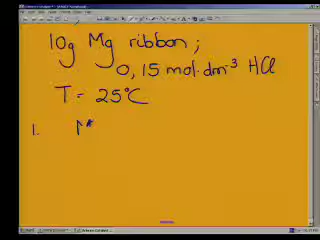 10g Mg ribbon;
0,15 mol·dm⁻³ HCl
T = 25°C
1.